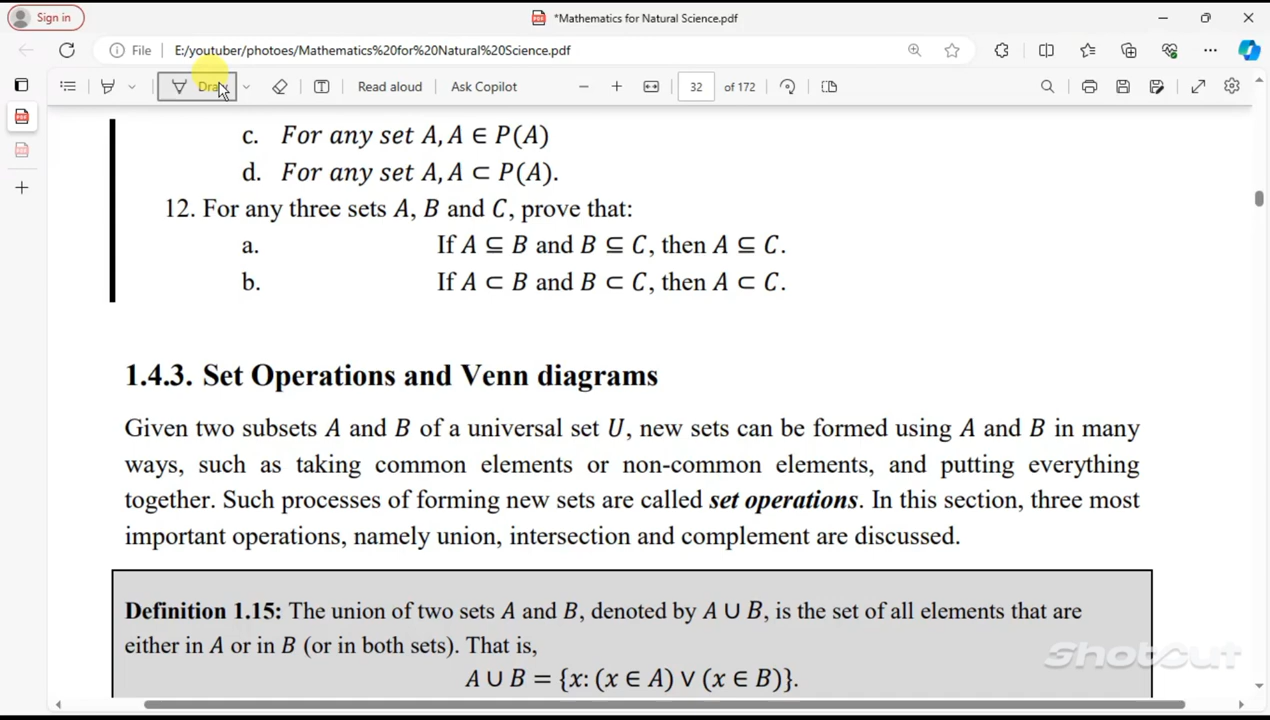 Sign in
*Mathematics for Natural Science.pdf
File E:/youtuber/photoes/Mathematics%20for%20Natural%20Science.pdf
Draw Read aloud Ask Copilot 32 of 172
c. For any set A, A ∈ P(A)
d. For any set A, A ⊂ P(A).
12. For any three sets A, B and C, prove that:
a. If A ⊆ B and B ⊆ C, then A ⊆ C.
b. If A ⊂ B and B ⊂ C, then A ⊂ C.
1.4.3. Set Operations and Venn diagrams
Given two subsets A and B of a universal set U, new sets can be formed using A and B in many
ways, such as taking common elements or non-common elements, and putting everything
together. Such processes of forming new sets are called set operations. In this section, three most
important operations, namely union, intersection and complement are discussed.
Definition 1.15: The union of two sets A and B, denoted by A ∪ B, is the set of all elements that are
either in A or in B (or in both sets). That is,
A ∪ B = {x: (x ∈ A) ∨ (x ∈ B)}.
Shotcut